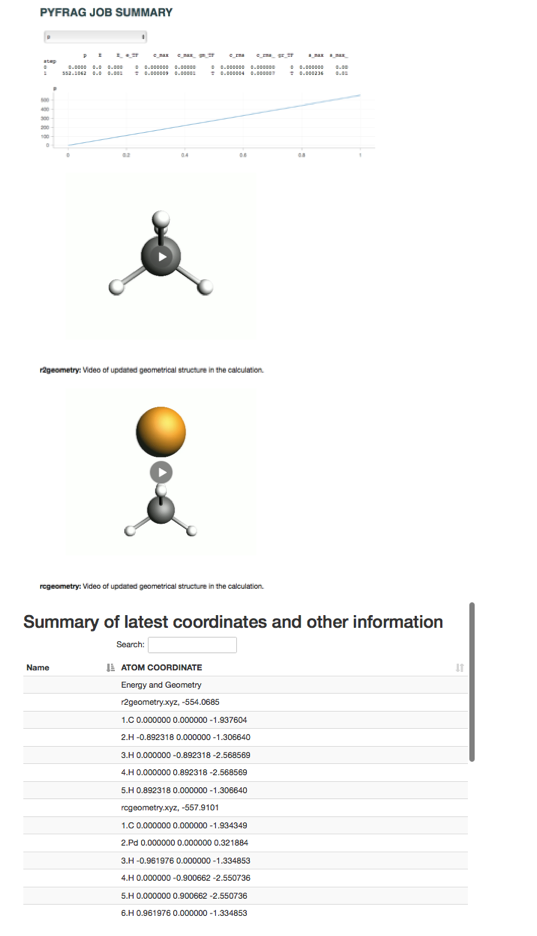 PYFRAG JOB SUMMARY
p
step
0 0.0000 0.0 0.000 0 0.000000 0.00000 0 0.000000 0.000000 0 0.000000 0.00
1 552.1062 0.0 0.001 T 0.000009 0.00001 T 0.000004 0.000007 T 0.000236 0.01
p
500
400
300
200
100
0
0 0.2 0.4 0.6 0.8 1
r2geometry: Video of updated geometrical structure in the calculation.
rcgeometry: Video of updated geometrical structure in the calculation.
Summary of latest coordinates and other information
Search:
Name ATOM COORDINATE
Energy and Geometry
r2geometry.xyz, -554.0685
1.C 0.000000 0.000000 -1.937604
2.H -0.892318 0.000000 -1.306640
3.H 0.000000 -0.892318 -2.568569
4.H 0.000000 0.892318 -2.568569
5.H 0.892318 0.000000 -1.306640
rcgeometry.xyz, -557.9101
1.C 0.000000 0.000000 -1.934349
2.Pd 0.000000 0.000000 0.321884
3.H -0.961976 0.000000 -1.334853
4.H 0.000000 -0.900662 -2.550736
5.H 0.000000 0.900662 -2.550736
6.H 0.961976 0.000000 -1.334853